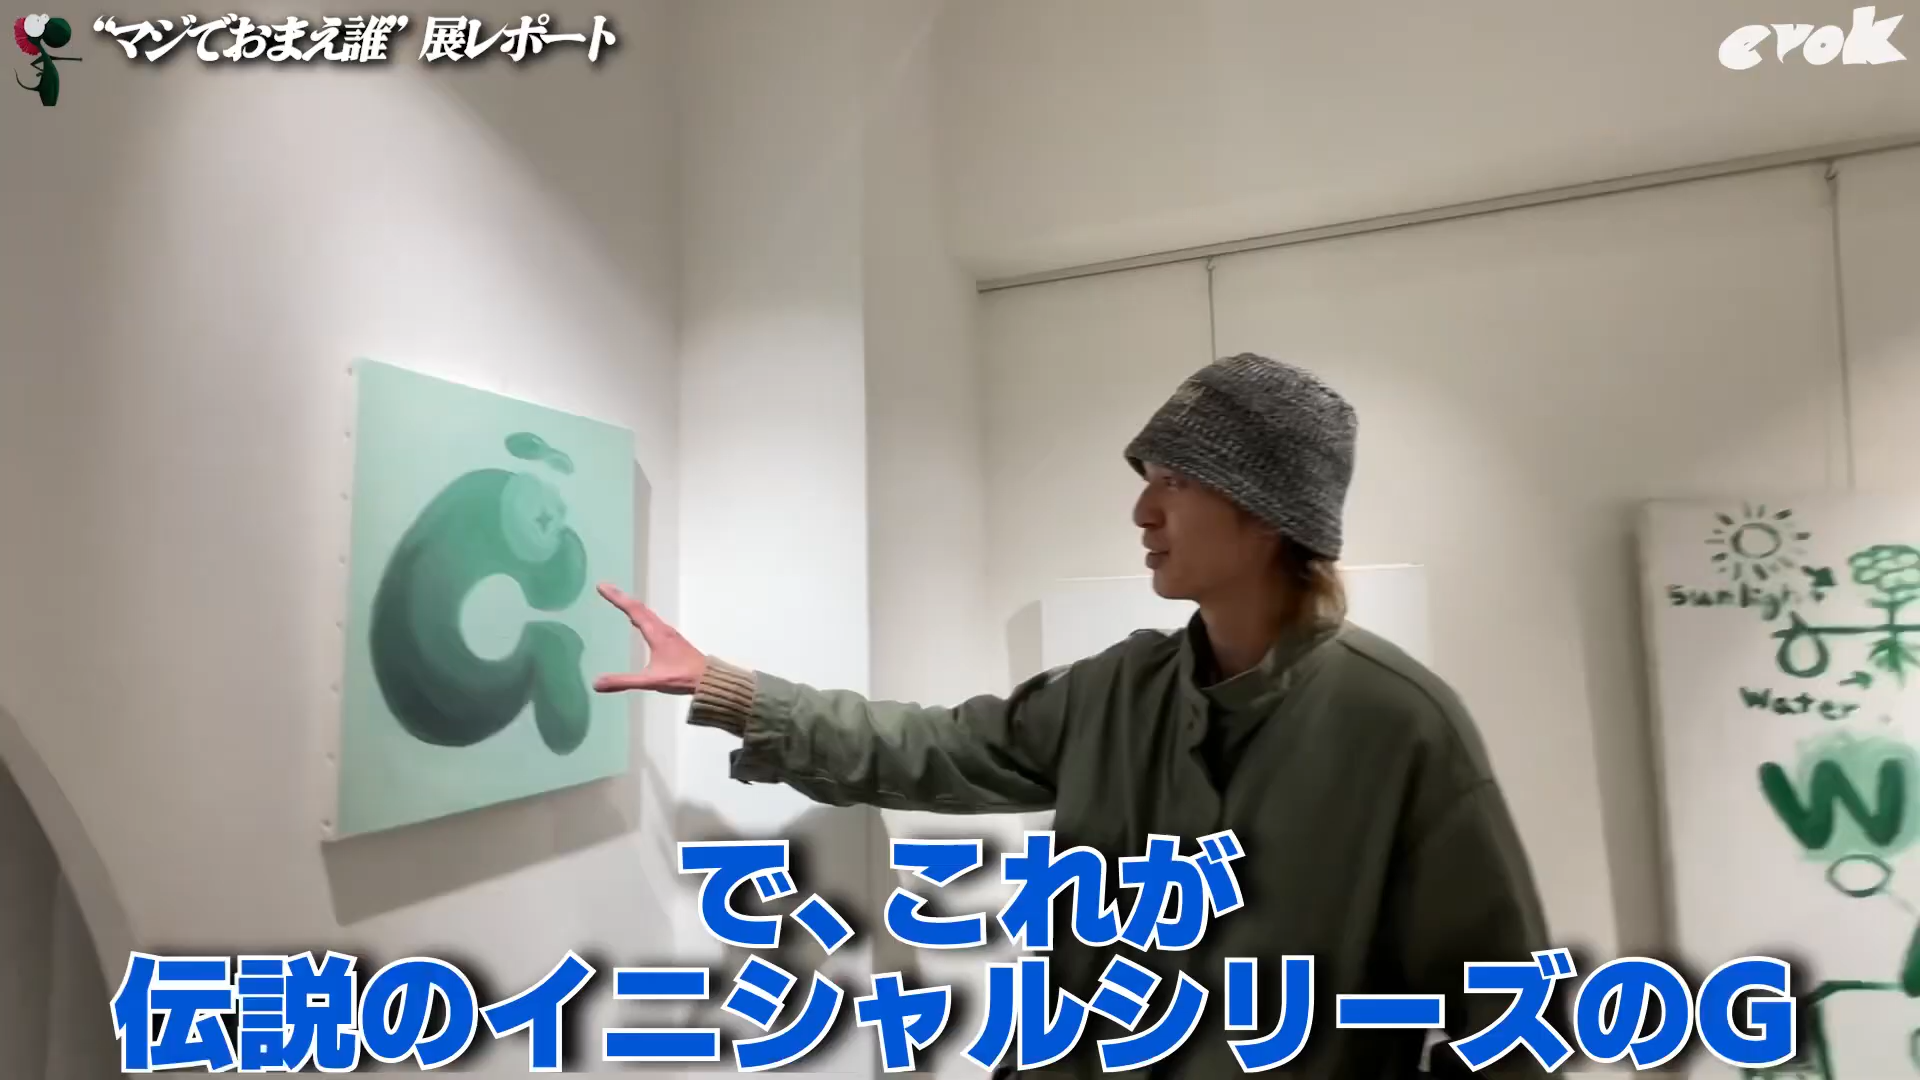 “マジでおまえ誰”展レポート
evok
Sunlight
Water
W
で、これが
伝説のイニシャルシリーズのG